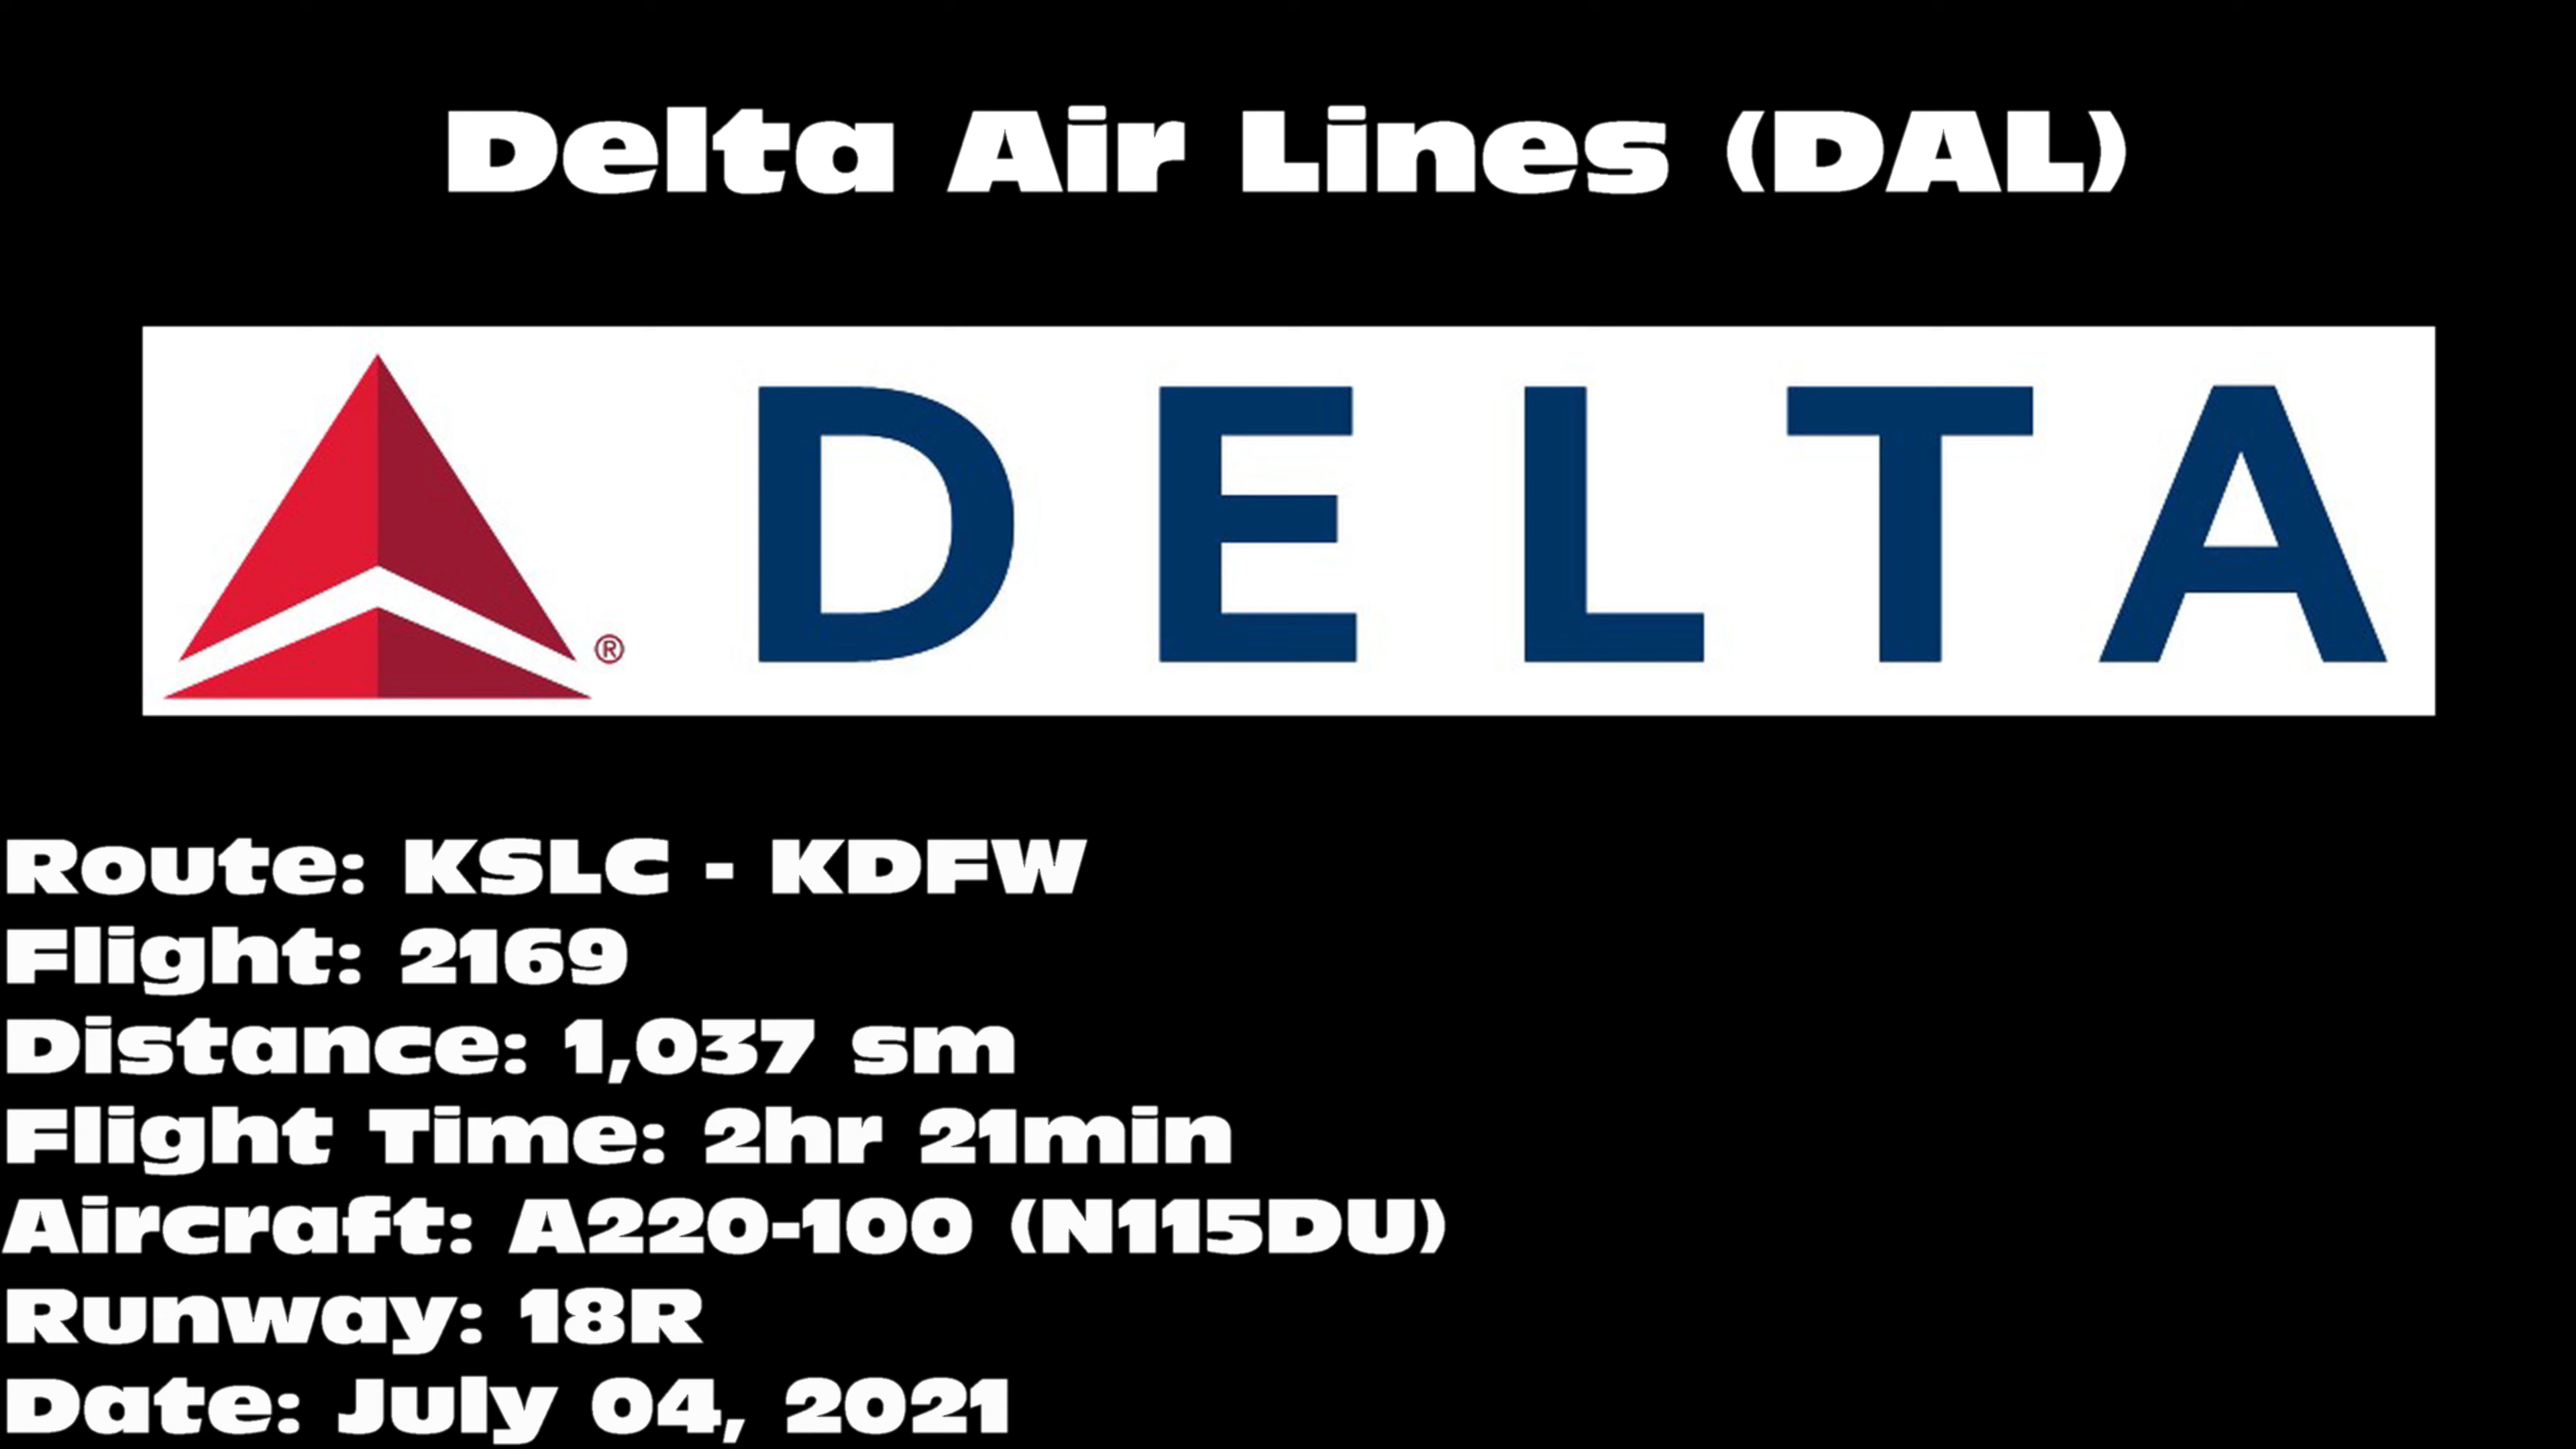 Delta Air Lines (DAL)
® DELTA
Route: KSLC - KDFW
Flight: 2169
Distance: 1,037 sm
Flight Time: 2hr 21min
Aircraft: A220-100 (N115DU)
Runway: 18R
Date: July 04, 2021